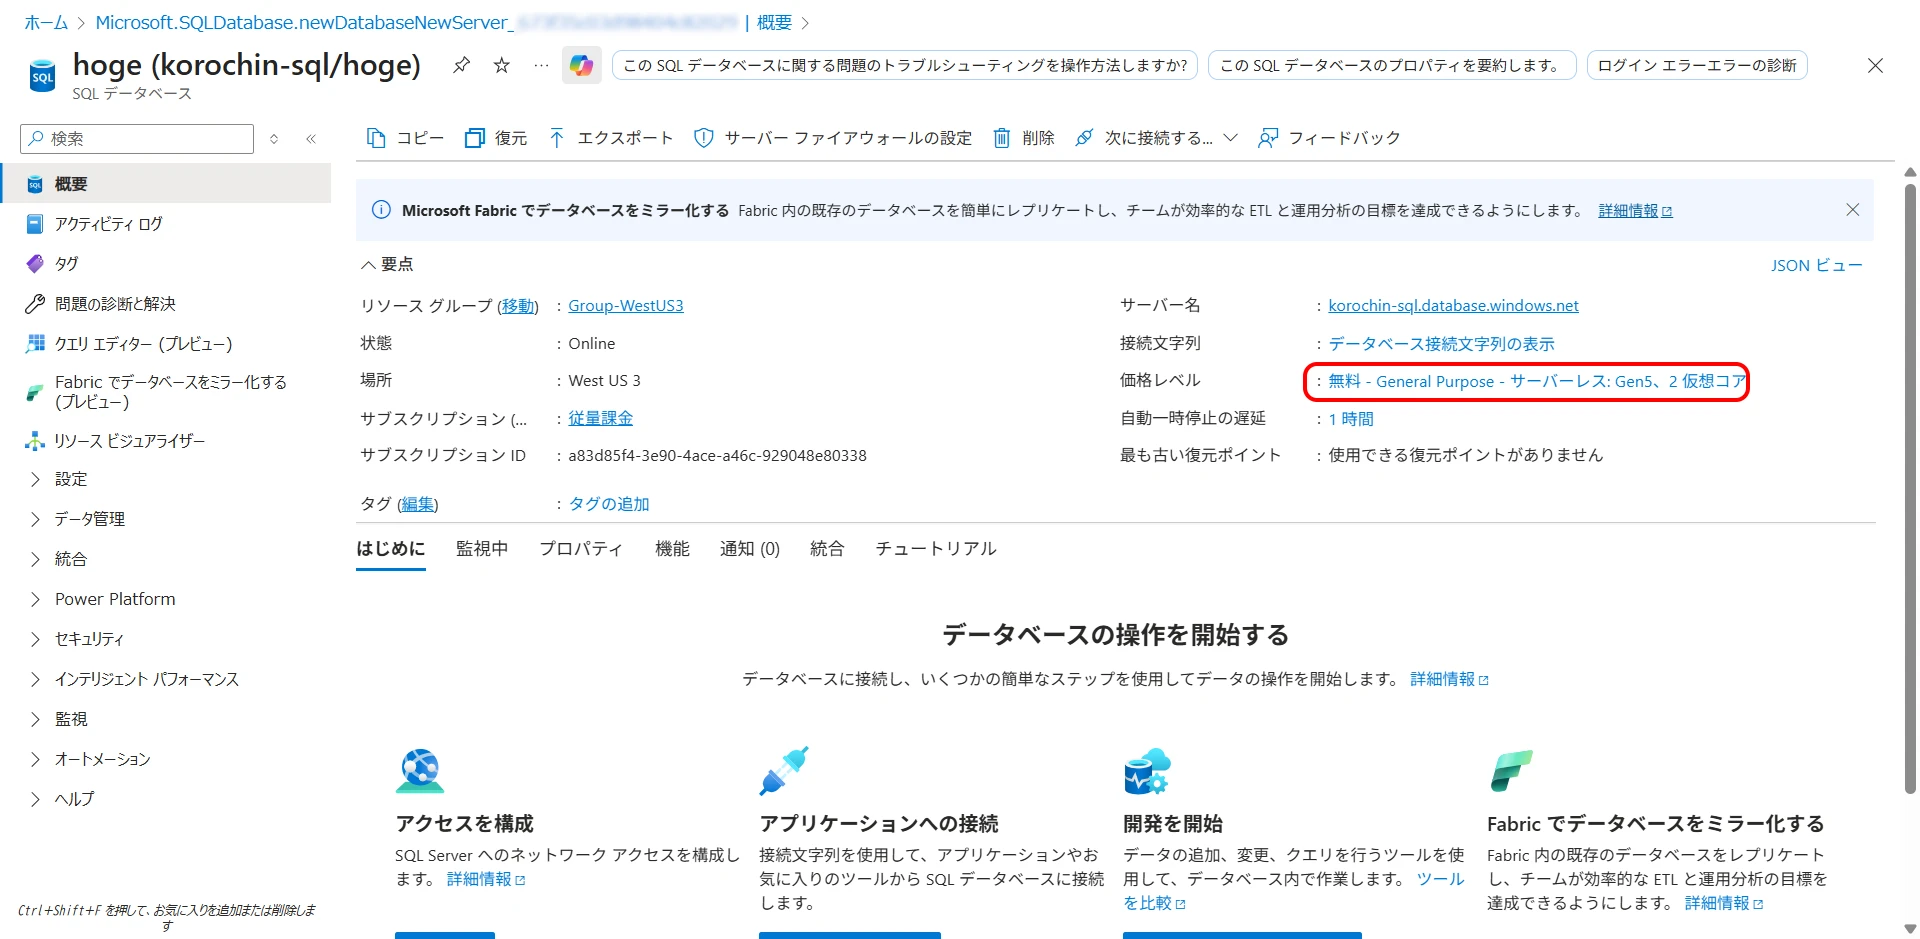 ホーム > Microsoft.SQLDatabase.newDatabaseNewServer_ | 概要 >
hoge (korochin-sql/hoge)
SQL データベース
この SQL データベースに関する問題のトラブルシューティングを操作方法しますか?
この SQL データベースのプロパティを要約します。
ログイン エラーエラーの診断
検索
コピー 復元 エクスポート サーバー ファイアウォールの設定 削除 次に接続する... フィードバック
概要
アクティビティ ログ
タグ
問題の診断と解決
クエリ エディター (プレビュー)
Fabric でデータベースをミラー化する
(プレビュー)
リソース ビジュアライザー
設定
データ管理
統合
Power Platform
セキュリティ
インテリジェント パフォーマンス
監視
オートメーション
ヘルプ
Ctrl+Shift+F を押して、お気に入りを追加または削除しま
す
Microsoft Fabric でデータベースをミラー化する Fabric 内の既存のデータベースを簡単にレプリケートし、チームが効率的な ETL と運用分析の目標を達成できるようにします。 詳細情報
要点
JSON ビュー
リソース グループ (移動) : Group-WestUS3
状態 : Online
場所 : West US 3
サブスクリプション (... : 従量課金
サブスクリプション ID : a83d85f4-3e90-4ace-a46c-929048e80338
サーバー名 : korochin-sql.database.windows.net
接続文字列 : データベース接続文字列の表示
価格レベル : 無料 - General Purpose - サーバーレス: Gen5、2 仮想コア
自動一時停止の遅延 : 1 時間
最も古い復元ポイント : 使用できる復元ポイントがありません
タグ (編集) : タグの追加
はじめに 監視中 プロパティ 機能 通知 (0) 統合 チュートリアル
データベースの操作を開始する
データベースに接続し、いくつかの簡単なステップを使用してデータの操作を開始します。 詳細情報
アクセスを構成
SQL Server へのネットワーク アクセスを構成し
ます。 詳細情報
アプリケーションへの接続
接続文字列を使用して、アプリケーションやお
気に入りのツールから SQL データベースに接続
します。
開発を開始
データの追加、変更、クエリを行うツールを使
用して、データベース内で作業します。 ツール
を比較
Fabric でデータベースをミラー化する
Fabric 内の既存のデータベースをレプリケート
し、チームが効率的な ETL と運用分析の目標を
達成できるようにします。 詳細情報